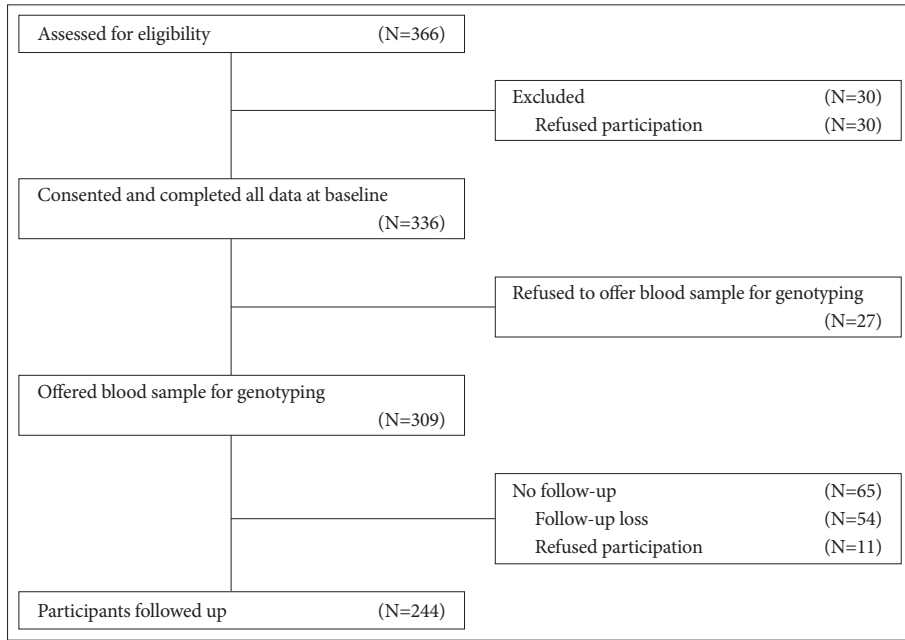 Assessed for eligibility (N=366)
Excluded (N=30)
Refused participation (N=30)
Consented and completed all data at baseline
(N=336)
Refused to offer blood sample for genotyping
(N=27)
Offered blood sample for genotyping
(N=309)
No follow-up (N=65)
Follow-up loss (N=54)
Refused participation (N=11)
Participants followed up (N=244)